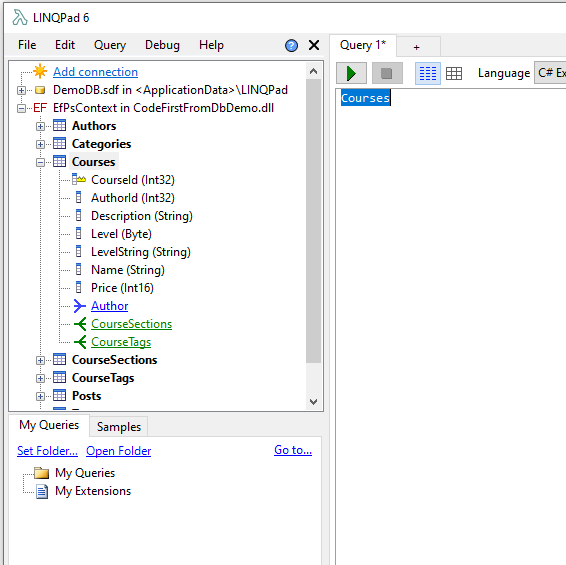 LINQPad 6
File Edit Query Debug Help
Add connection
DemoDB.sdf in <ApplicationData>\LINQPad
EF EfPsContext in CodeFirstFromDbDemo.dll
Authors
Categories
Courses
CourseId (Int32)
AuthorId (Int32)
Description (String)
Level (Byte)
LevelString (String)
Name (String)
Price (Int16)
Author
CourseSections
CourseTags
CourseSections
CourseTags
Posts
My Queries Samples
Set Folder... Open Folder Go to...
My Queries
My Extensions
Query 1* +
Language C# Ex
Courses